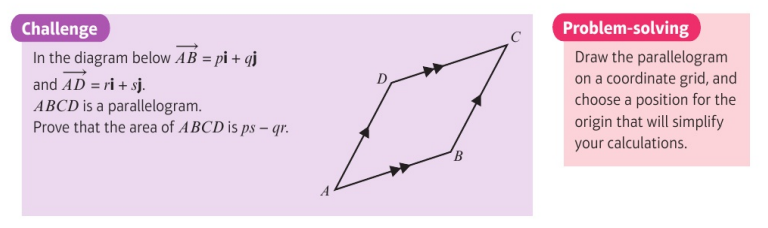 Challenge
In the diagram below $\overrightarrow{AB}$ = pi + qj
and $\overrightarrow{AD}$ = ri + sj.
ABCD is a parallelogram.
Prove that the area of ABCD is ps – qr.
C
D
B
A
Problem-solving
Draw the parallelogram
on a coordinate grid, and
choose a position for the
origin that will simplify
your calculations.